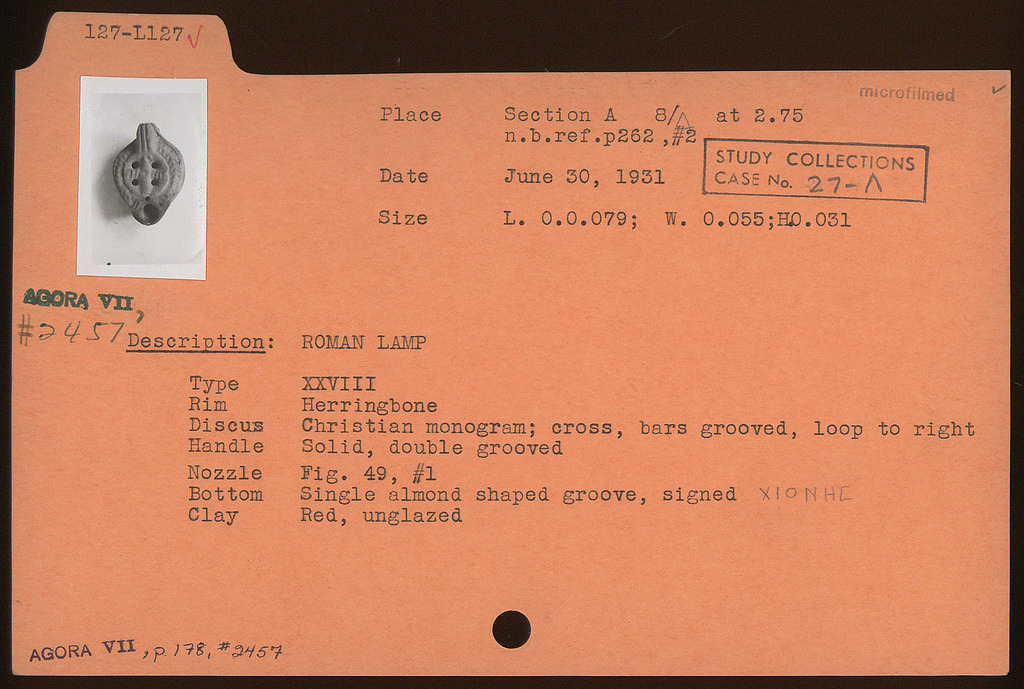 127-L127 ✓
microfilmed ✓
Place Section A 8/Λ at 2.75
n.b.ref.p262 ,#2
STUDY COLLECTIONS
CASE No. 27-Λ
Date June 30, 1931
Size L. 0.0.079; W. 0.055;H0.031
AGORA VII,
#2457
Description: ROMAN LAMP
Type XXVIII
Rim Herringbone
Discus Christian monogram; cross, bars grooved, loop to right
Handle Solid, double grooved
Nozzle Fig. 49, #1
Bottom Single almond shaped groove, signed ΧΙΟΝΗC
Clay Red, unglazed
AGORA VII, p. 178, #2457